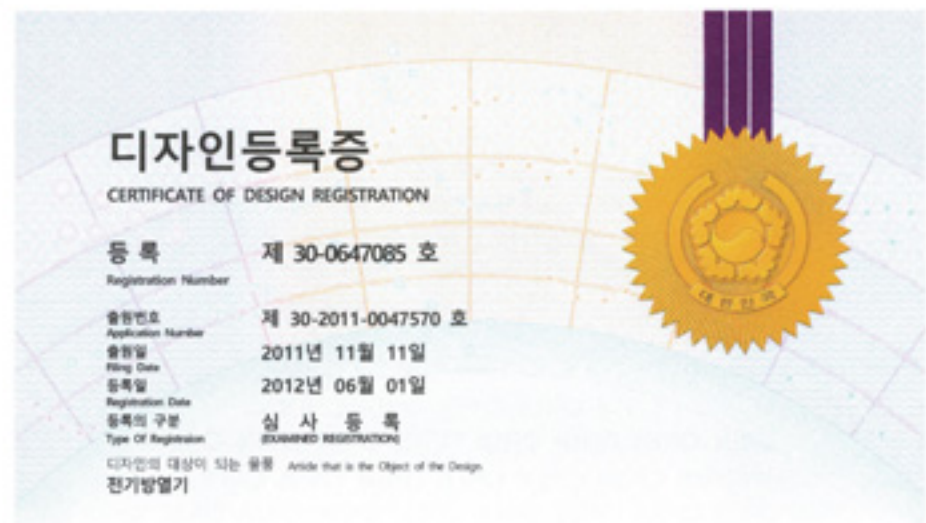 디자인등록증
CERTIFICATE OF DESIGN REGISTRATION
등 록 제 30-0647085 호
Registration Number
출원번호 제 30-2011-0047570 호
Application Number
출원일 2011년 11월 11일
Filing Date
등록일 2012년 06월 01일
Registration Date
등록의 구분 심 사 등 록
Type Of Registraion (EXAMINED REGISTRATION)
디자인의 대상이 되는 물품 Article that is the Object of the Design
전기방열기
대한민국